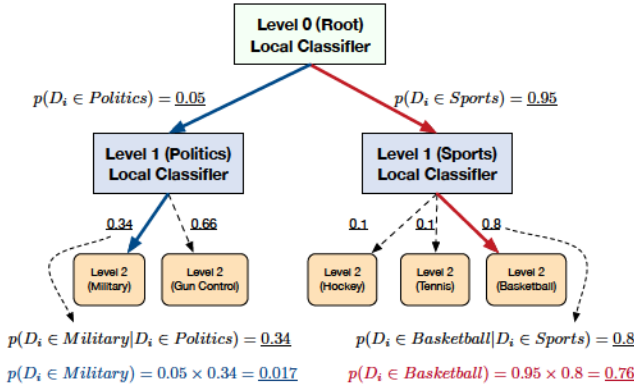 Level 0 (Root)
Local Classifier
p(D_i ∈ Politics) = 0.05
p(D_i ∈ Sports) = 0.95
Level 1 (Politics)
Local Classifier
Level 1 (Sports)
Local Classifier
0.34
0.66
0.1
0.1
0.8
Level 2
(Military)
Level 2
(Gun Control)
Level 2
(Hockey)
Level 2
(Tennis)
Level 2
(Basketball)
p(D_i ∈ Military|D_i ∈ Politics) = 0.34
p(D_i ∈ Basketball|D_i ∈ Sports) = 0.8
p(D_i ∈ Military) = 0.05 × 0.34 = 0.017
p(D_i ∈ Basketball) = 0.95 × 0.8 = 0.76